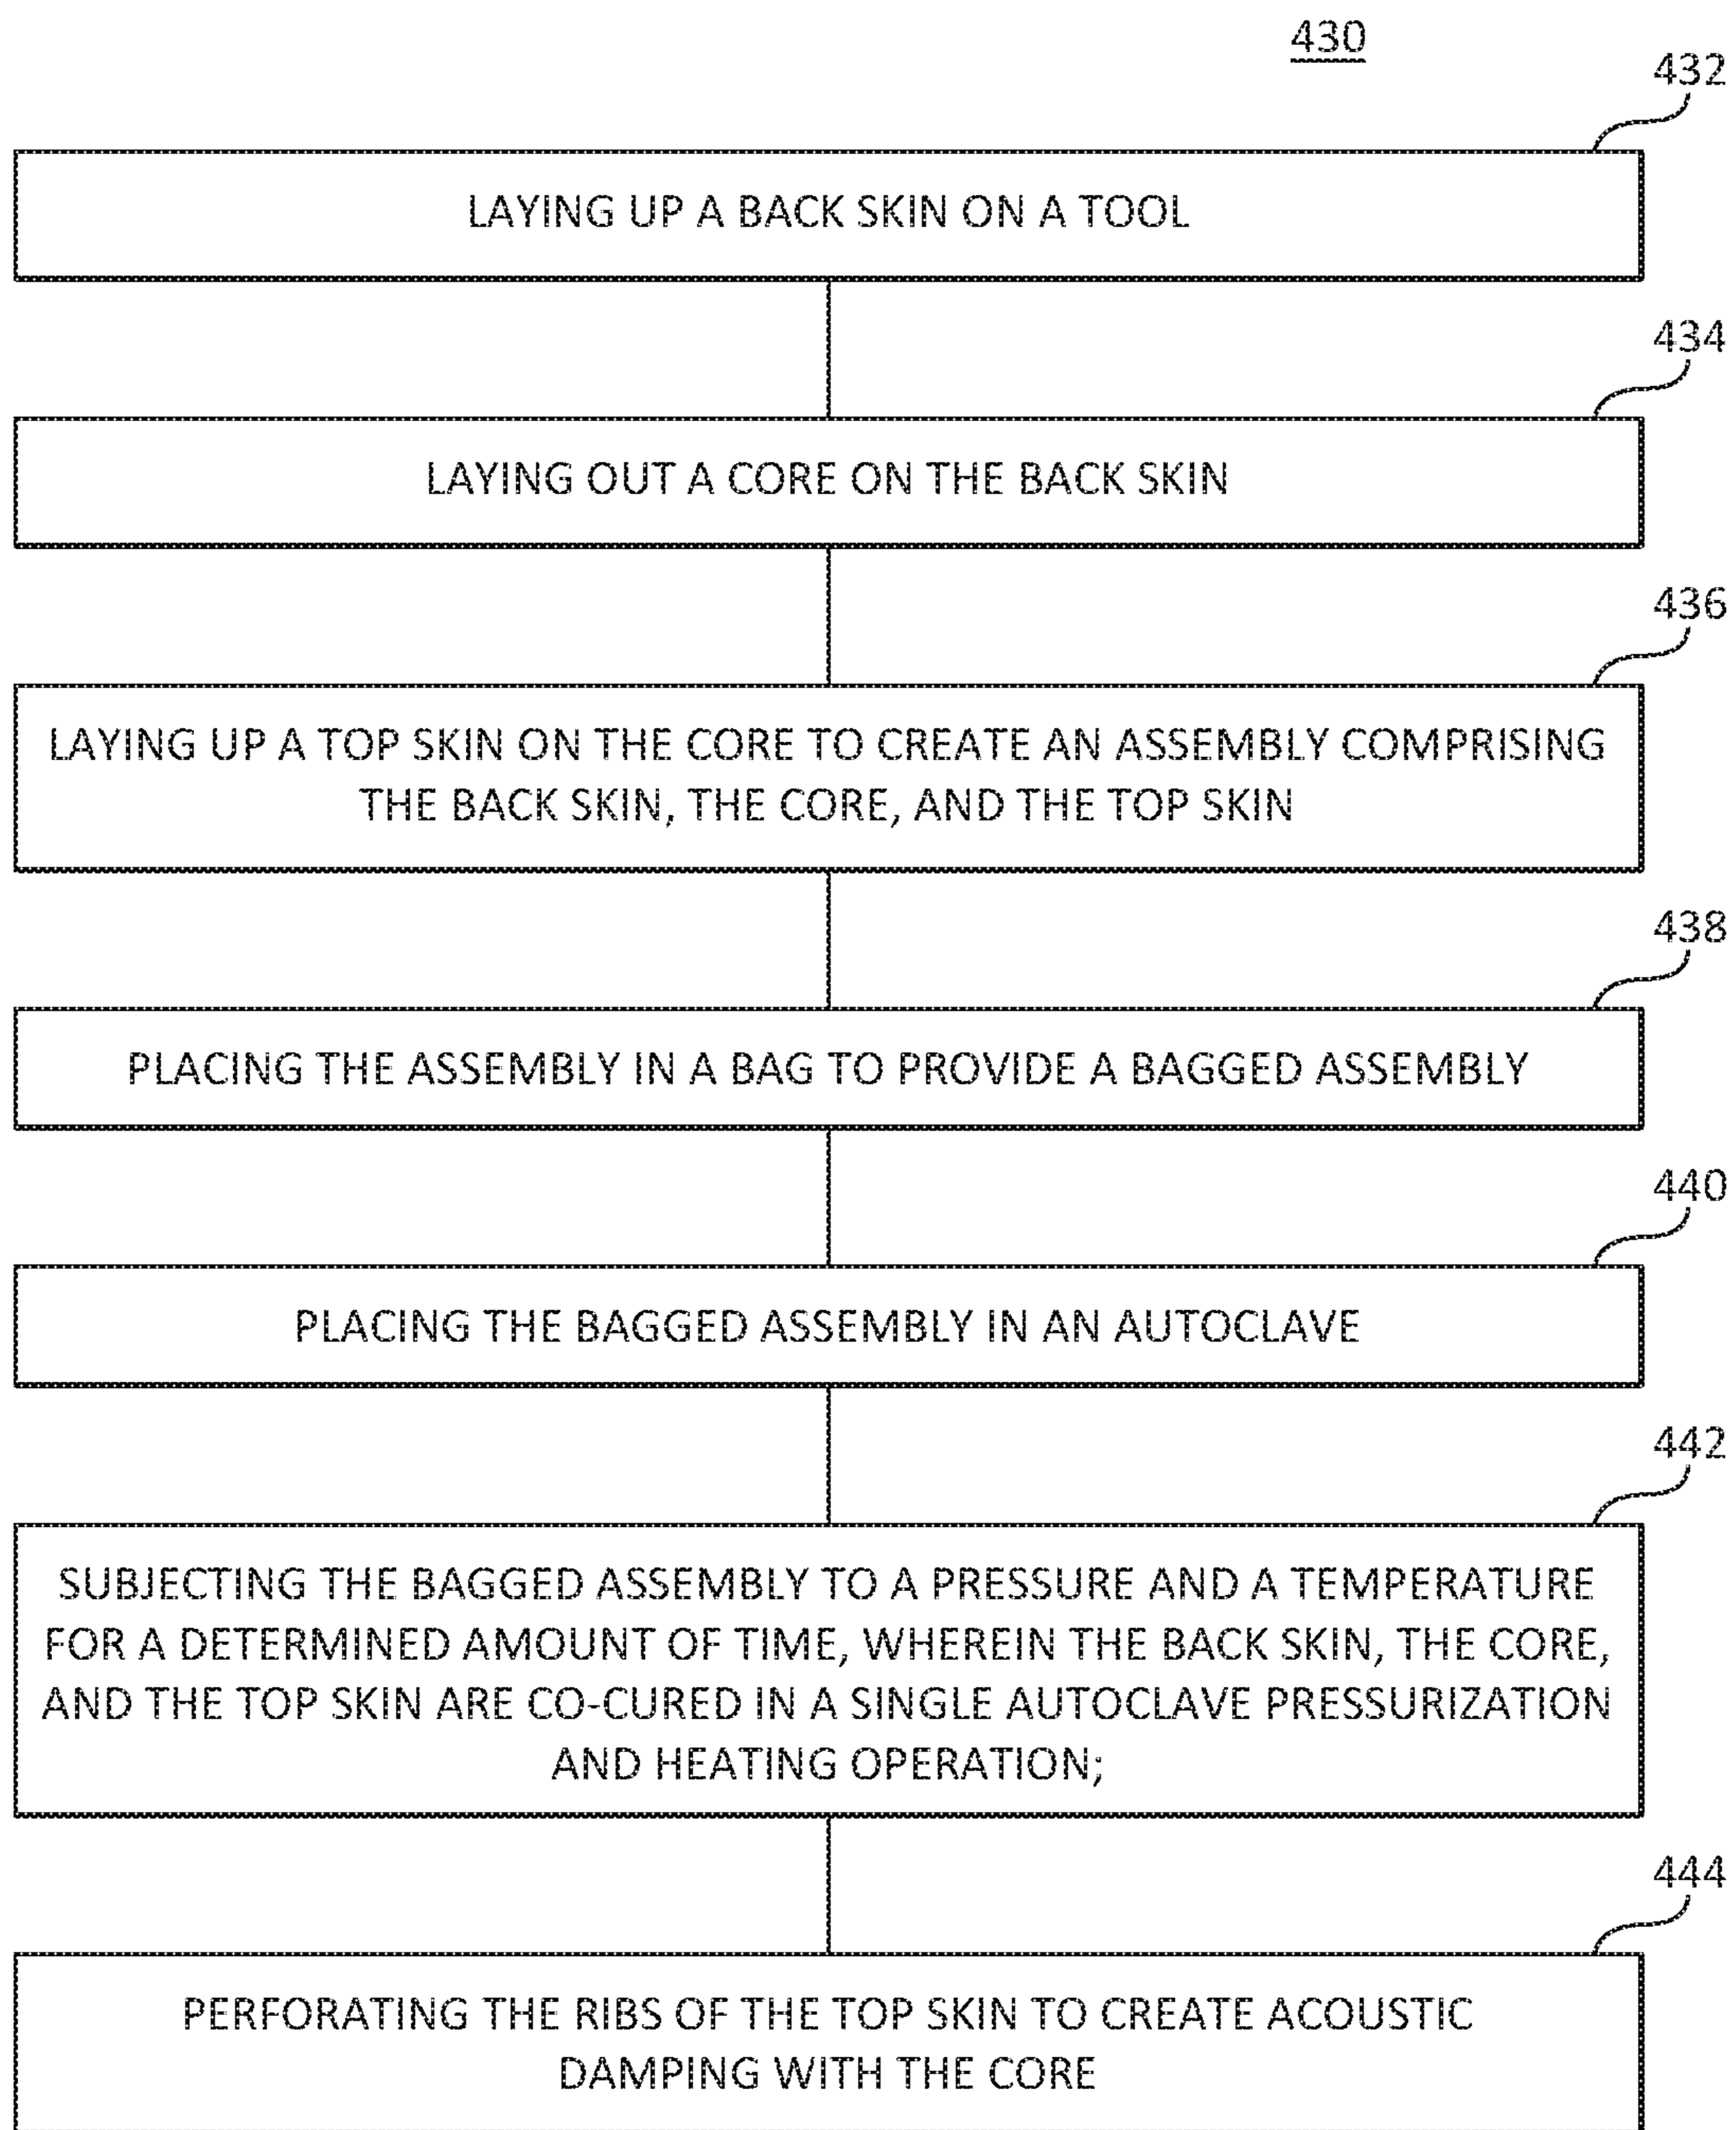 430
432
LAYING UP A BACK SKIN ON A TOOL
434
LAYING OUT A CORE ON THE BACK SKIN
436
LAYING UP A TOP SKIN ON THE CORE TO CREATE AN ASSEMBLY COMPRISING
THE BACK SKIN, THE CORE, AND THE TOP SKIN
438
PLACING THE ASSEMBLY IN A BAG TO PROVIDE A BAGGED ASSEMBLY
440
PLACING THE BAGGED ASSEMBLY IN AN AUTOCLAVE
442
SUBJECTING THE BAGGED ASSEMBLY TO A PRESSURE AND A TEMPERATURE
FOR A DETERMINED AMOUNT OF TIME, WHEREIN THE BACK SKIN, THE CORE,
AND THE TOP SKIN ARE CO-CURED IN A SINGLE AUTOCLAVE PRESSURIZATION
AND HEATING OPERATION;
444
PERFORATING THE RIBS OF THE TOP SKIN TO CREATE ACOUSTIC
DAMPING WITH THE CORE